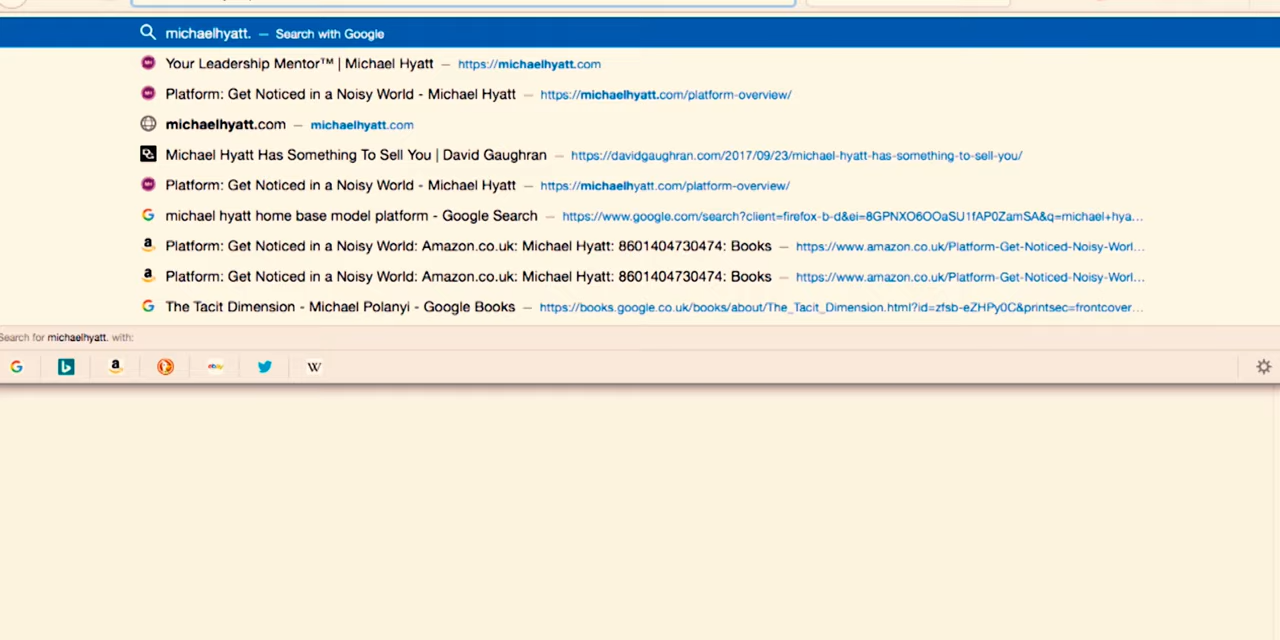 michaelhyatt. — Search with Google
Your Leadership Mentor™ | Michael Hyatt — https://michaelhyatt.com
Platform: Get Noticed in a Noisy World - Michael Hyatt — https://michaelhyatt.com/platform-overview/
michaelhyatt.com — michaelhyatt.com
Michael Hyatt Has Something To Sell You | David Gaughran — https://davidgaughran.com/2017/09/23/michael-hyatt-has-something-to-sell-you/
Platform: Get Noticed in a Noisy World - Michael Hyatt — https://michaelhyatt.com/platform-overview/
michael hyatt home base model platform - Google Search — https://www.google.com/search?client=firefox-b-d&ei=8GPNXO6OOaSU1fAP0ZamSA&q=michael+hya...
Platform: Get Noticed in a Noisy World: Amazon.co.uk: Michael Hyatt: 8601404730474: Books — https://www.amazon.co.uk/Platform-Get-Noticed-Noisy-Worl...
Platform: Get Noticed in a Noisy World: Amazon.co.uk: Michael Hyatt: 8601404730474: Books — https://www.amazon.co.uk/Platform-Get-Noticed-Noisy-Worl...
The Tacit Dimension - Michael Polanyi - Google Books — https://books.google.co.uk/books/about/The_Tacit_Dimension.html?id=zfsb-eZHPy0C&printsec=frontcover...
Search for michaelhyatt. with:
G b a ebay W